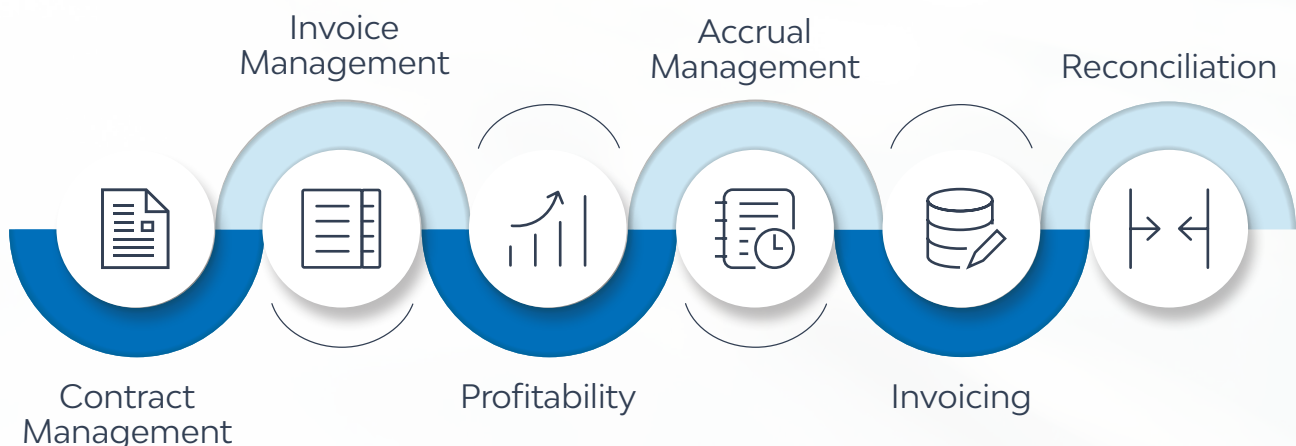 Contract
Management
Invoice
Management
Profitability
Accrual
Management
Invoicing
Reconciliation